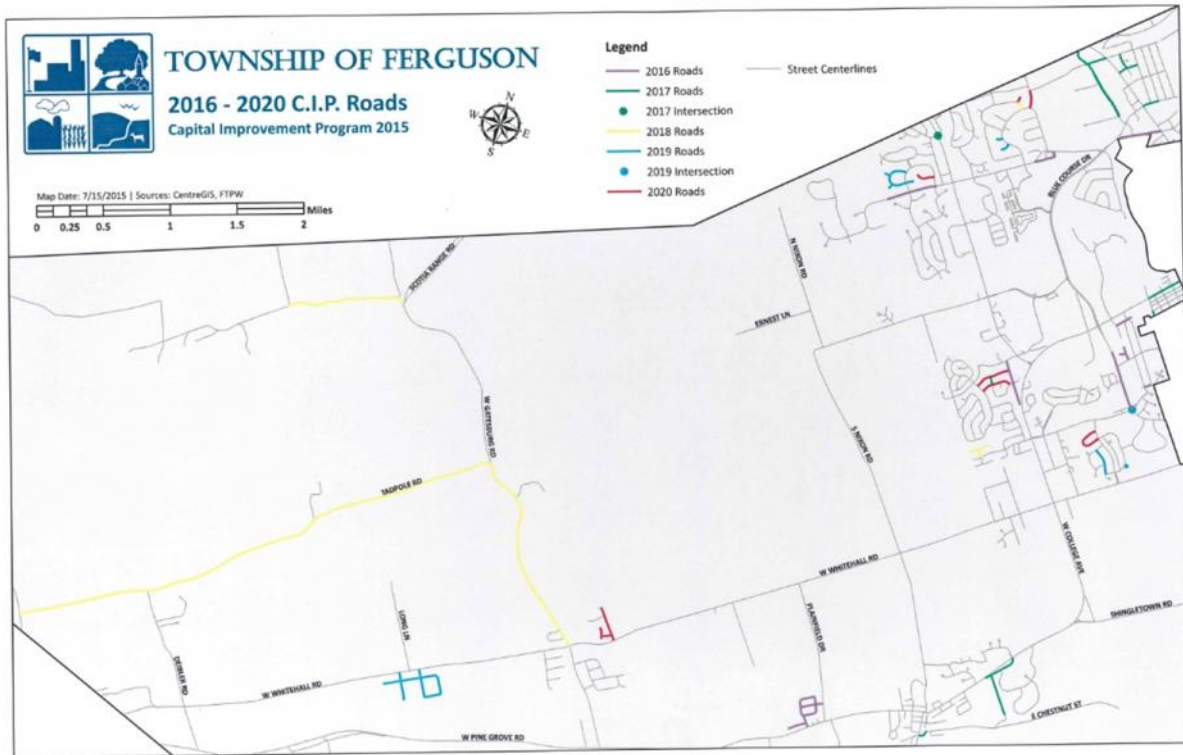 TOWNSHIP OF FERGUSON
2016 - 2020 C.I.P. Roads
Capital Improvement Program 2015
N
W
E
S
Map Date: 7/15/2015 | Sources: CentreGIS, FTPW
Miles
0 0.25 0.5 1 1.5 2
Legend
2016 Roads
Street Centerlines
2017 Roads
2017 Intersection
2018 Roads
2019 Roads
2019 Intersection
2020 Roads
BLUE COURSE DR
SCOTIA RANGE RD
N NIXON RD
ERNEST LN
W GATESBURG RD
S NIXON RD
TADPOLE RD
W COLLEGE AVE
W WHITEHALL RD
LONG LN
PLAINFIELD DR
SHINGLETOWN RD
DEIBLER RD
W WHITEHALL RD
E CHESTNUT ST
W PINE GROVE RD